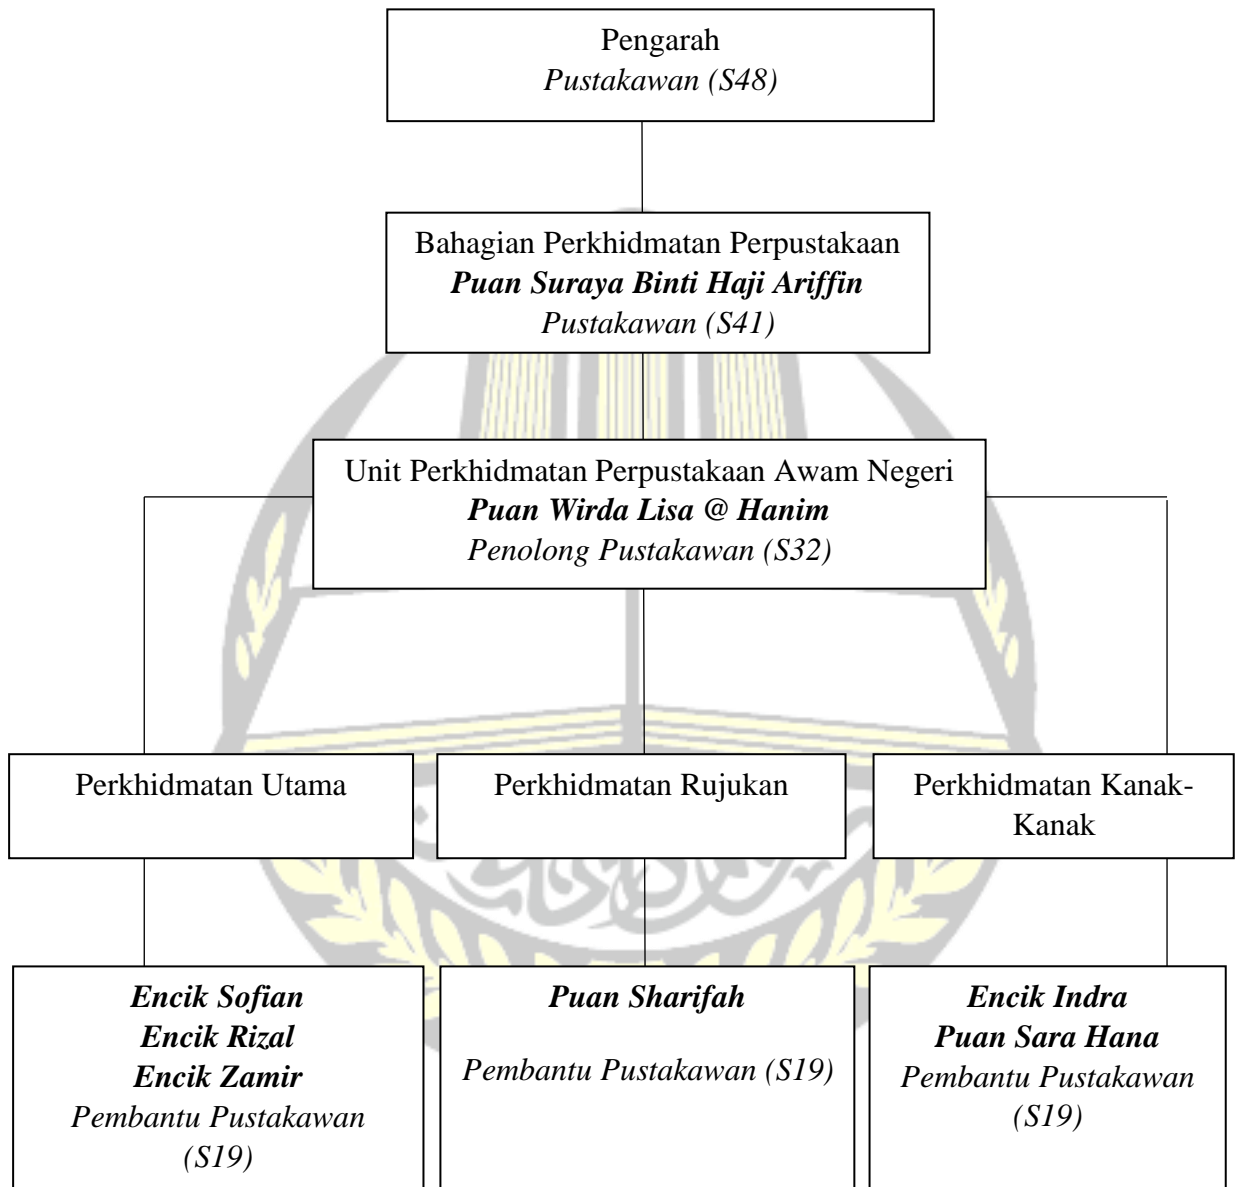 Pengarah
Pustakawan (S48)
Bahagian Perkhidmatan Perpustakaan
Puan Suraya Binti Haji Ariffin
Pustakawan (S41)
Unit Perkhidmatan Perpustakaan Awam Negeri
Puan Wirda Lisa @ Hanim
Penolong Pustakawan (S32)
Perkhidmatan Utama
Perkhidmatan Rujukan
Perkhidmatan Kanak-
Kanak
Encik Sofian
Encik Rizal
Encik Zamir
Pembantu Pustakawan
(S19)
Puan Sharifah
Pembantu Pustakawan (S19)
Encik Indra
Puan Sara Hana
Pembantu Pustakawan
(S19)